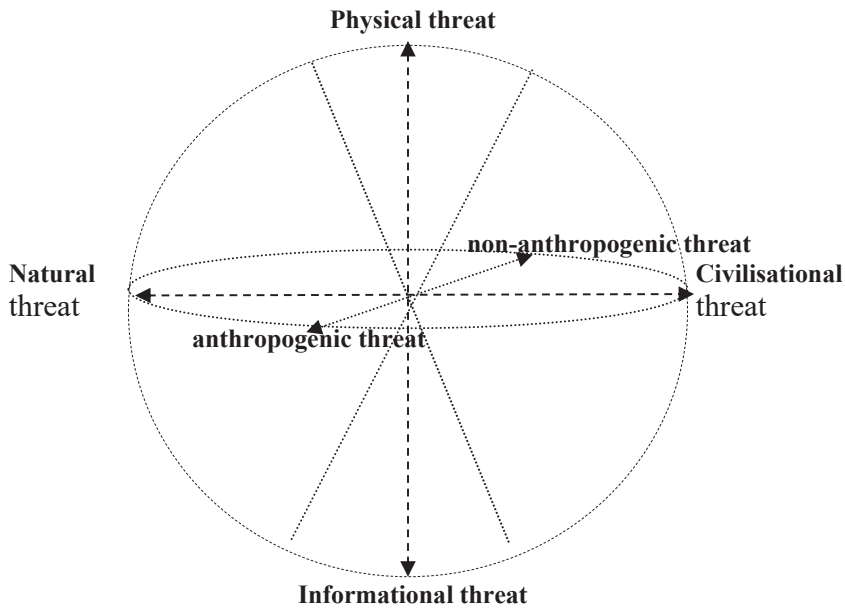 Physical threat
non-anthropogenic threat
Natural
threat
Civilisational
threat
anthropogenic threat
Informational threat